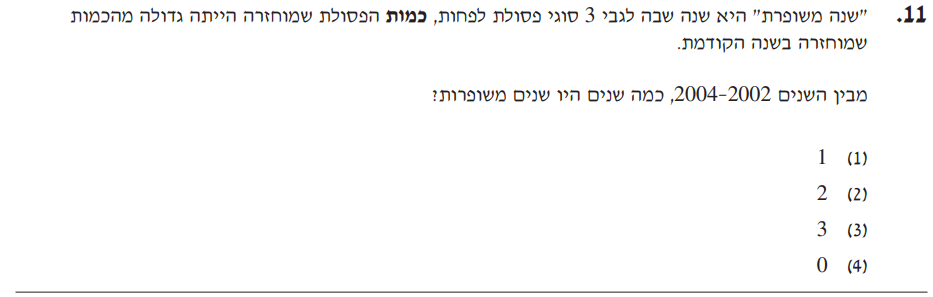 11. "שנה משופרת" היא שנה שבה לגבי 3 סוגי פסולת לפחות, כמות הפסולת שמוחזרה הייתה גדולה מהכמות
שמוחזרה בשנה הקודמת.
מבין השנים 2004-2002, כמה שנים היו שנים משופרות?
(1) 1
(2) 2
(3) 3
(4) 0